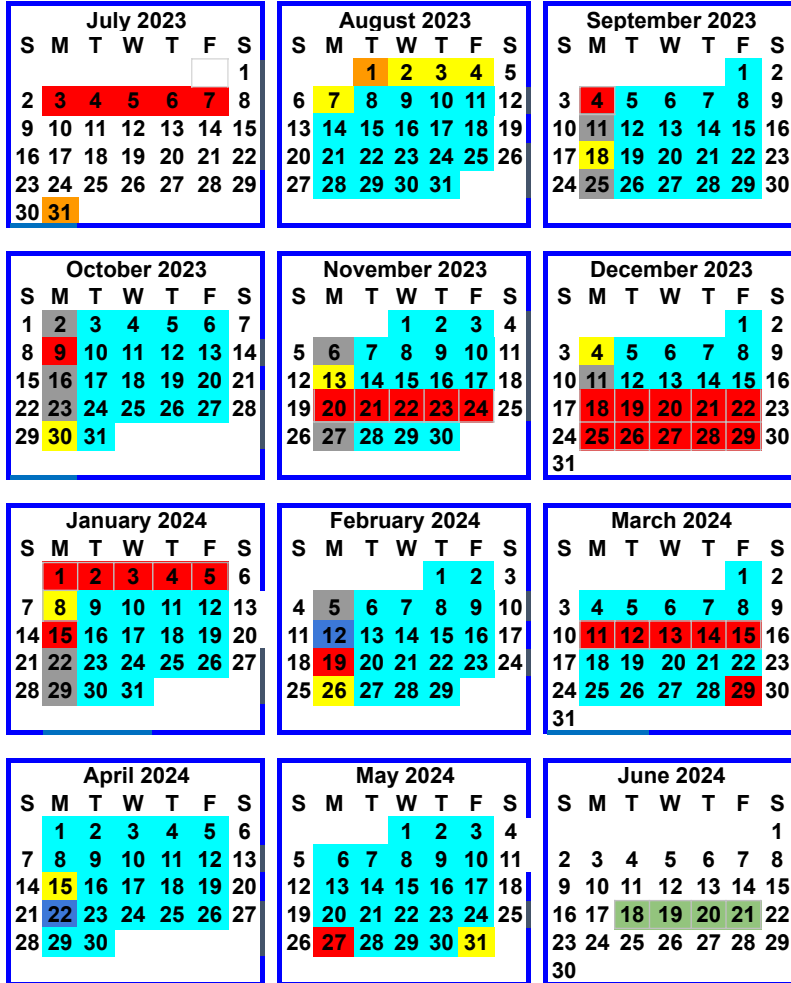 July 2023
S M T W T F S
1
2 3 4 5 6 7 8
9 10 11 12 13 14 15
16 17 18 19 20 21 22
23 24 25 26 27 28 29
30 31
August 2023
S M T W T F S
1 2 3 4 5
6 7 8 9 10 11 12
13 14 15 16 17 18 19
20 21 22 23 24 25 26
27 28 29 30 31
September 2023
S M T W T F S
1 2
3 4 5 6 7 8 9
10 11 12 13 14 15 16
17 18 19 20 21 22 23
24 25 26 27 28 29 30
October 2023
S M T W T F S
1 2 3 4 5 6 7
8 9 10 11 12 13 14
15 16 17 18 19 20 21
22 23 24 25 26 27 28
29 30 31
November 2023
S M T W T F S
1 2 3 4
5 6 7 8 9 10 11
12 13 14 15 16 17 18
19 20 21 22 23 24 25
26 27 28 29 30
December 2023
S M T W T F S
1 2
3 4 5 6 7 8 9
10 11 12 13 14 15 16
17 18 19 20 21 22 23
24 25 26 27 28 29 30
31
January 2024
S M T W T F S
1 2 3 4 5 6
7 8 9 10 11 12 13
14 15 16 17 18 19 20
21 22 23 24 25 26 27
28 29 30 31
February 2024
S M T W T F S
1 2 3
4 5 6 7 8 9 10
11 12 13 14 15 16 17
18 19 20 21 22 23 24
25 26 27 28 29
March 2024
S M T W T F S
1 2
3 4 5 6 7 8 9
10 11 12 13 14 15 16
17 18 19 20 21 22 23
24 25 26 27 28 29 30
31
April 2024
S M T W T F S
1 2 3 4 5 6
7 8 9 10 11 12 13
14 15 16 17 18 19 20
21 22 23 24 25 26 27
28 29 30
May 2024
S M T W T F S
1 2 3 4
5 6 7 8 9 10 11
12 13 14 15 16 17 18
19 20 21 22 23 24 25
26 27 28 29 30 31
June 2024
S M T W T F S
1
2 3 4 5 6 7 8
9 10 11 12 13 14 15
16 17 18 19 20 21 22
23 24 25 26 27 28 29
30